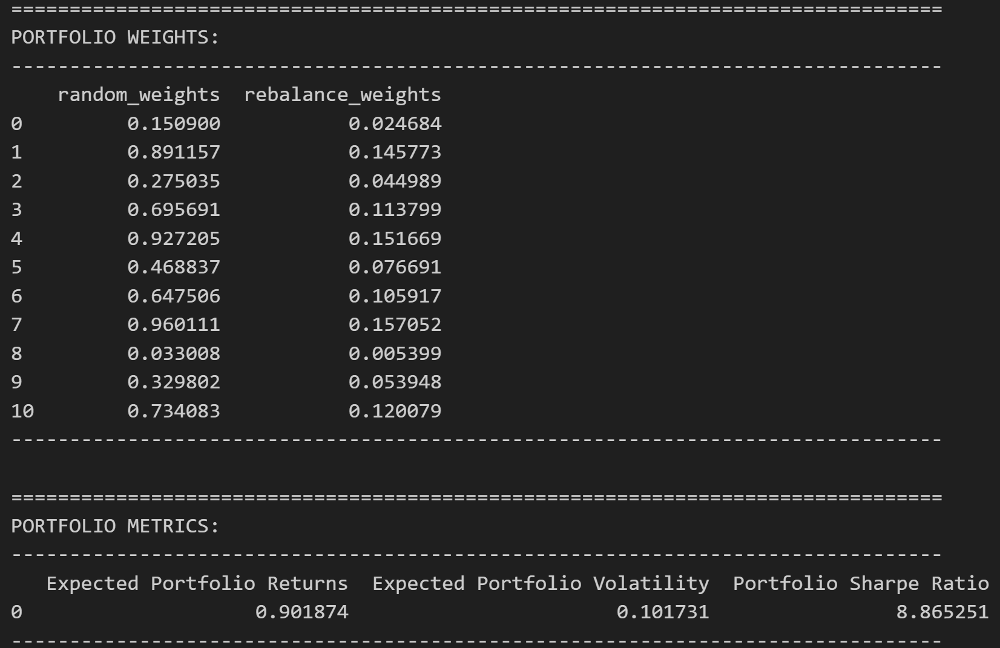 ================================================================================
PORTFOLIO WEIGHTS:
--------------------------------------------------------------------------------
    random_weights  rebalance_weights
0         0.150900           0.024684
1         0.891157           0.145773
2         0.275035           0.044989
3         0.695691           0.113799
4         0.927205           0.151669
5         0.468837           0.076691
6         0.647506           0.105917
7         0.960111           0.157052
8         0.033008           0.005399
9         0.329802           0.053948
10        0.734083           0.120079
--------------------------------------------------------------------------------
================================================================================
PORTFOLIO METRICS:
--------------------------------------------------------------------------------
   Expected Portfolio Returns  Expected Portfolio Volatility  Portfolio Sharpe Ratio
0                    0.901874                       0.101731                8.865251
--------------------------------------------------------------------------------